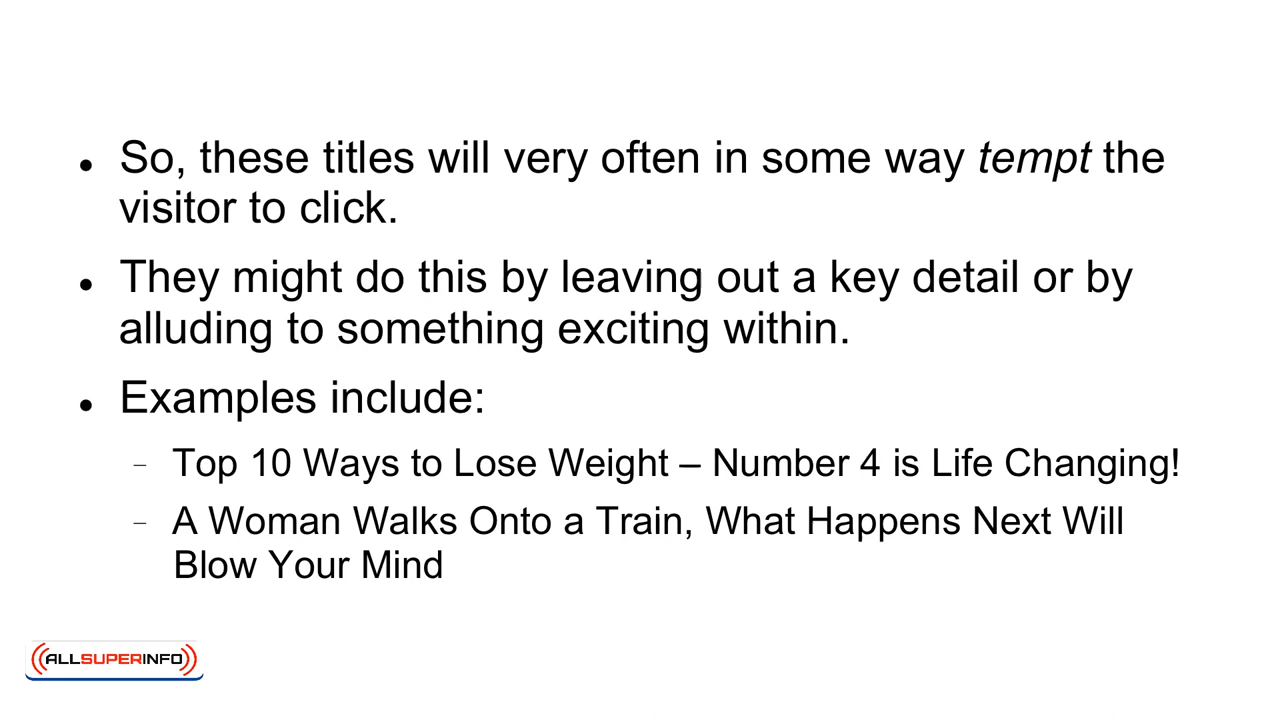 ● So, these titles will very often in some way tempt the
visitor to click.
● They might do this by leaving out a key detail or by
alluding to something exciting within.
● Examples include:
– Top 10 Ways to Lose Weight – Number 4 is Life Changing!
– A Woman Walks Onto a Train, What Happens Next Will
Blow Your Mind
ALLSUPERINFO